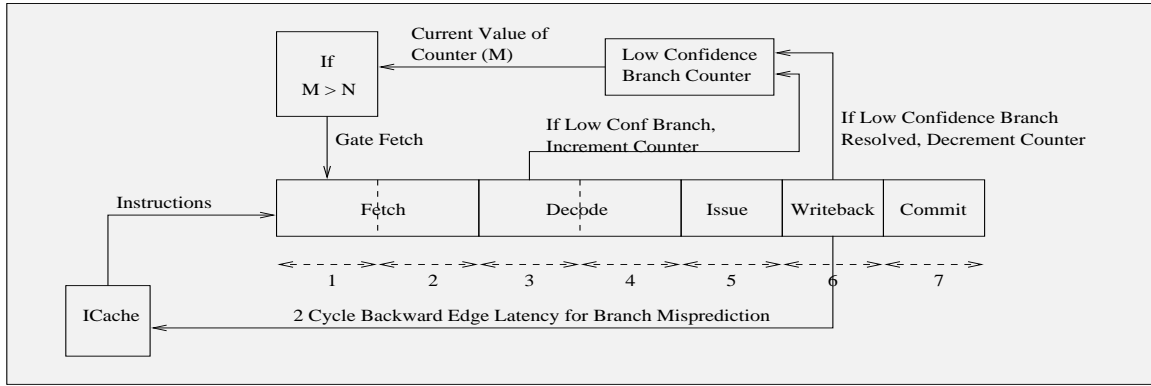 Current Value of
Counter (M)
If
M > N
Low Confidence
Branch Counter
Gate Fetch
If Low Conf Branch,
Increment Counter
If Low Confidence Branch
Resolved, Decrement Counter
Instructions
Fetch
Decode
Issue
Writeback
Commit
1
2
3
4
5
6
7
ICache
2 Cycle Backward Edge Latency for Branch Misprediction